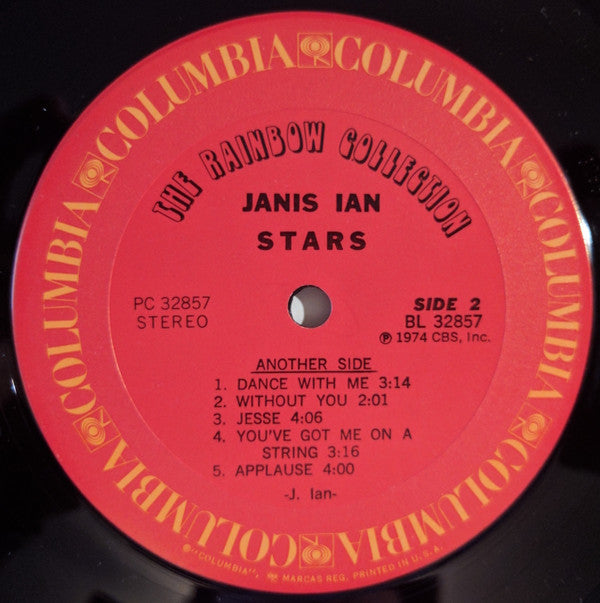 COLUMBIA COLUMBIA COLUMBIA COLUMBIA COLUMBIA COLUMBIA
THE RAINBOW COLLECTION
JANIS IAN
STARS
PC 32857
STEREO
SIDE 2
BL 32857
℗ 1974 CBS, Inc.
ANOTHER SIDE
1. DANCE WITH ME 3:14
2. WITHOUT YOU 2:01
3. JESSE 4:06
4. YOU'VE GOT ME ON A
STRING 3:16
5. APPLAUSE 4:00
-J. Ian-
®"COLUMBIA", MARCAS REG. PRINTED IN U.S.A.